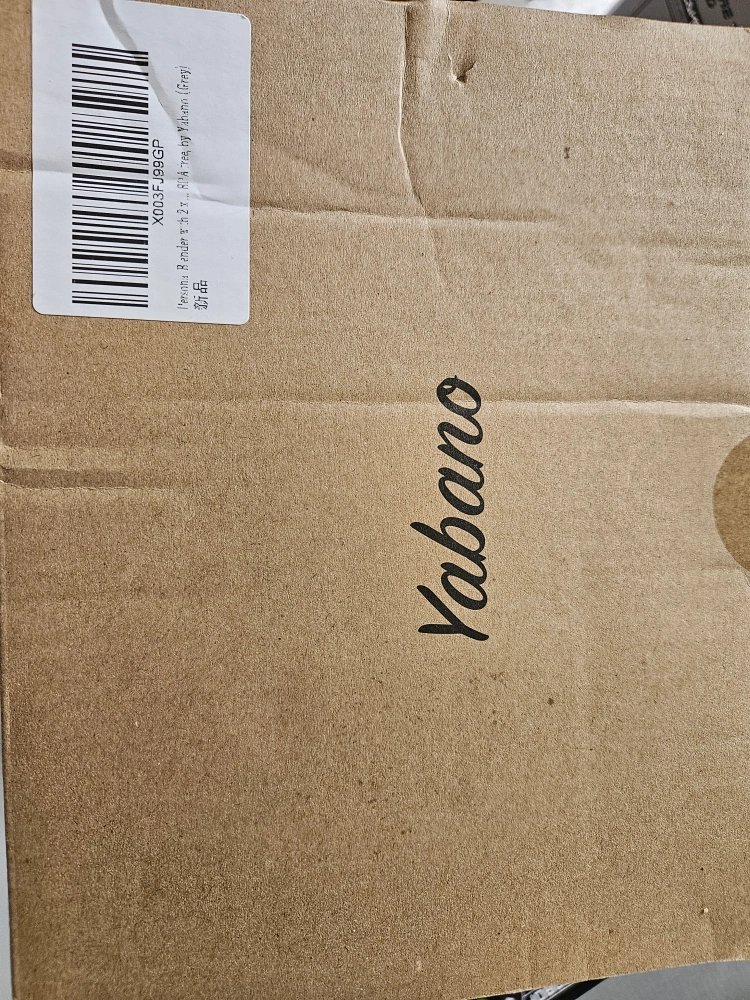 X003FJ99GP
Personal Blender with 2 x ... BPA free, by Yabano (Grey)
新品
Yabano